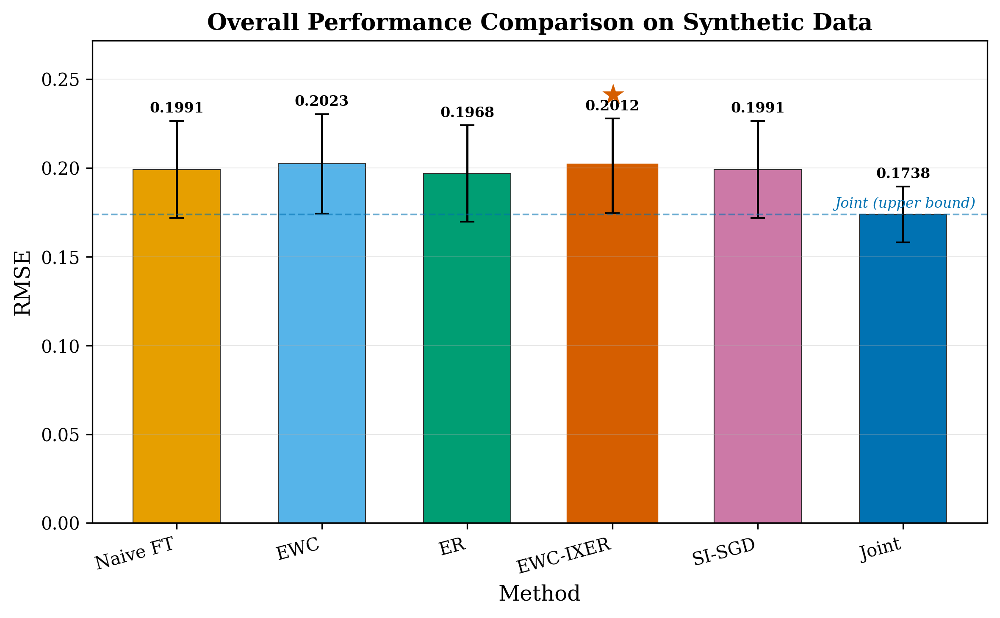 Overall Performance Comparison on Synthetic Data
RMSE
0.25
0.20
0.15
0.10
0.05
0.00
0.1991
0.2023
0.1968
0.2012
0.1991
0.1738
Joint (upper bound)
Naive FT
EWC
ER
EWC-IXER
SI-SGD
Joint
Method